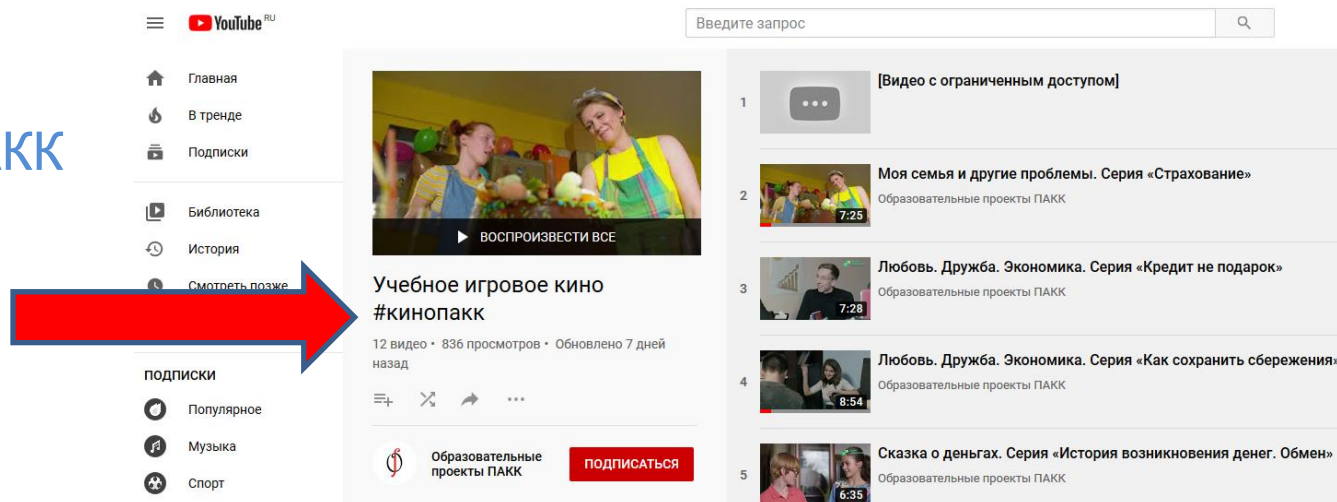 YouTube RU
Введите запрос
Главная
В тренде
Подписки
Библиотека
История
Смотреть позже
ПОДПИСКИ
Популярное
Музыка
Спорт
КК
ВОСПРОИЗВЕСТИ ВСЕ
Учебное игровое кино
#кинопакк
12 видео • 836 просмотров • Обновлено 7 дней
назад
Образовательные
проекты ПАКК
ПОДПИСАТЬСЯ
1
[Видео с ограниченным доступом]
2
7:25
Моя семья и другие проблемы. Серия «Страхование»
Образовательные проекты ПАКК
3
7:28
Любовь. Дружба. Экономика. Серия «Кредит не подарок»
Образовательные проекты ПАКК
4
8:54
Любовь. Дружба. Экономика. Серия «Как сохранить сбережения»
Образовательные проекты ПАКК
5
6:35
Сказка о деньгах. Серия «История возникновения денег. Обмен»
Образовательные проекты ПАКК